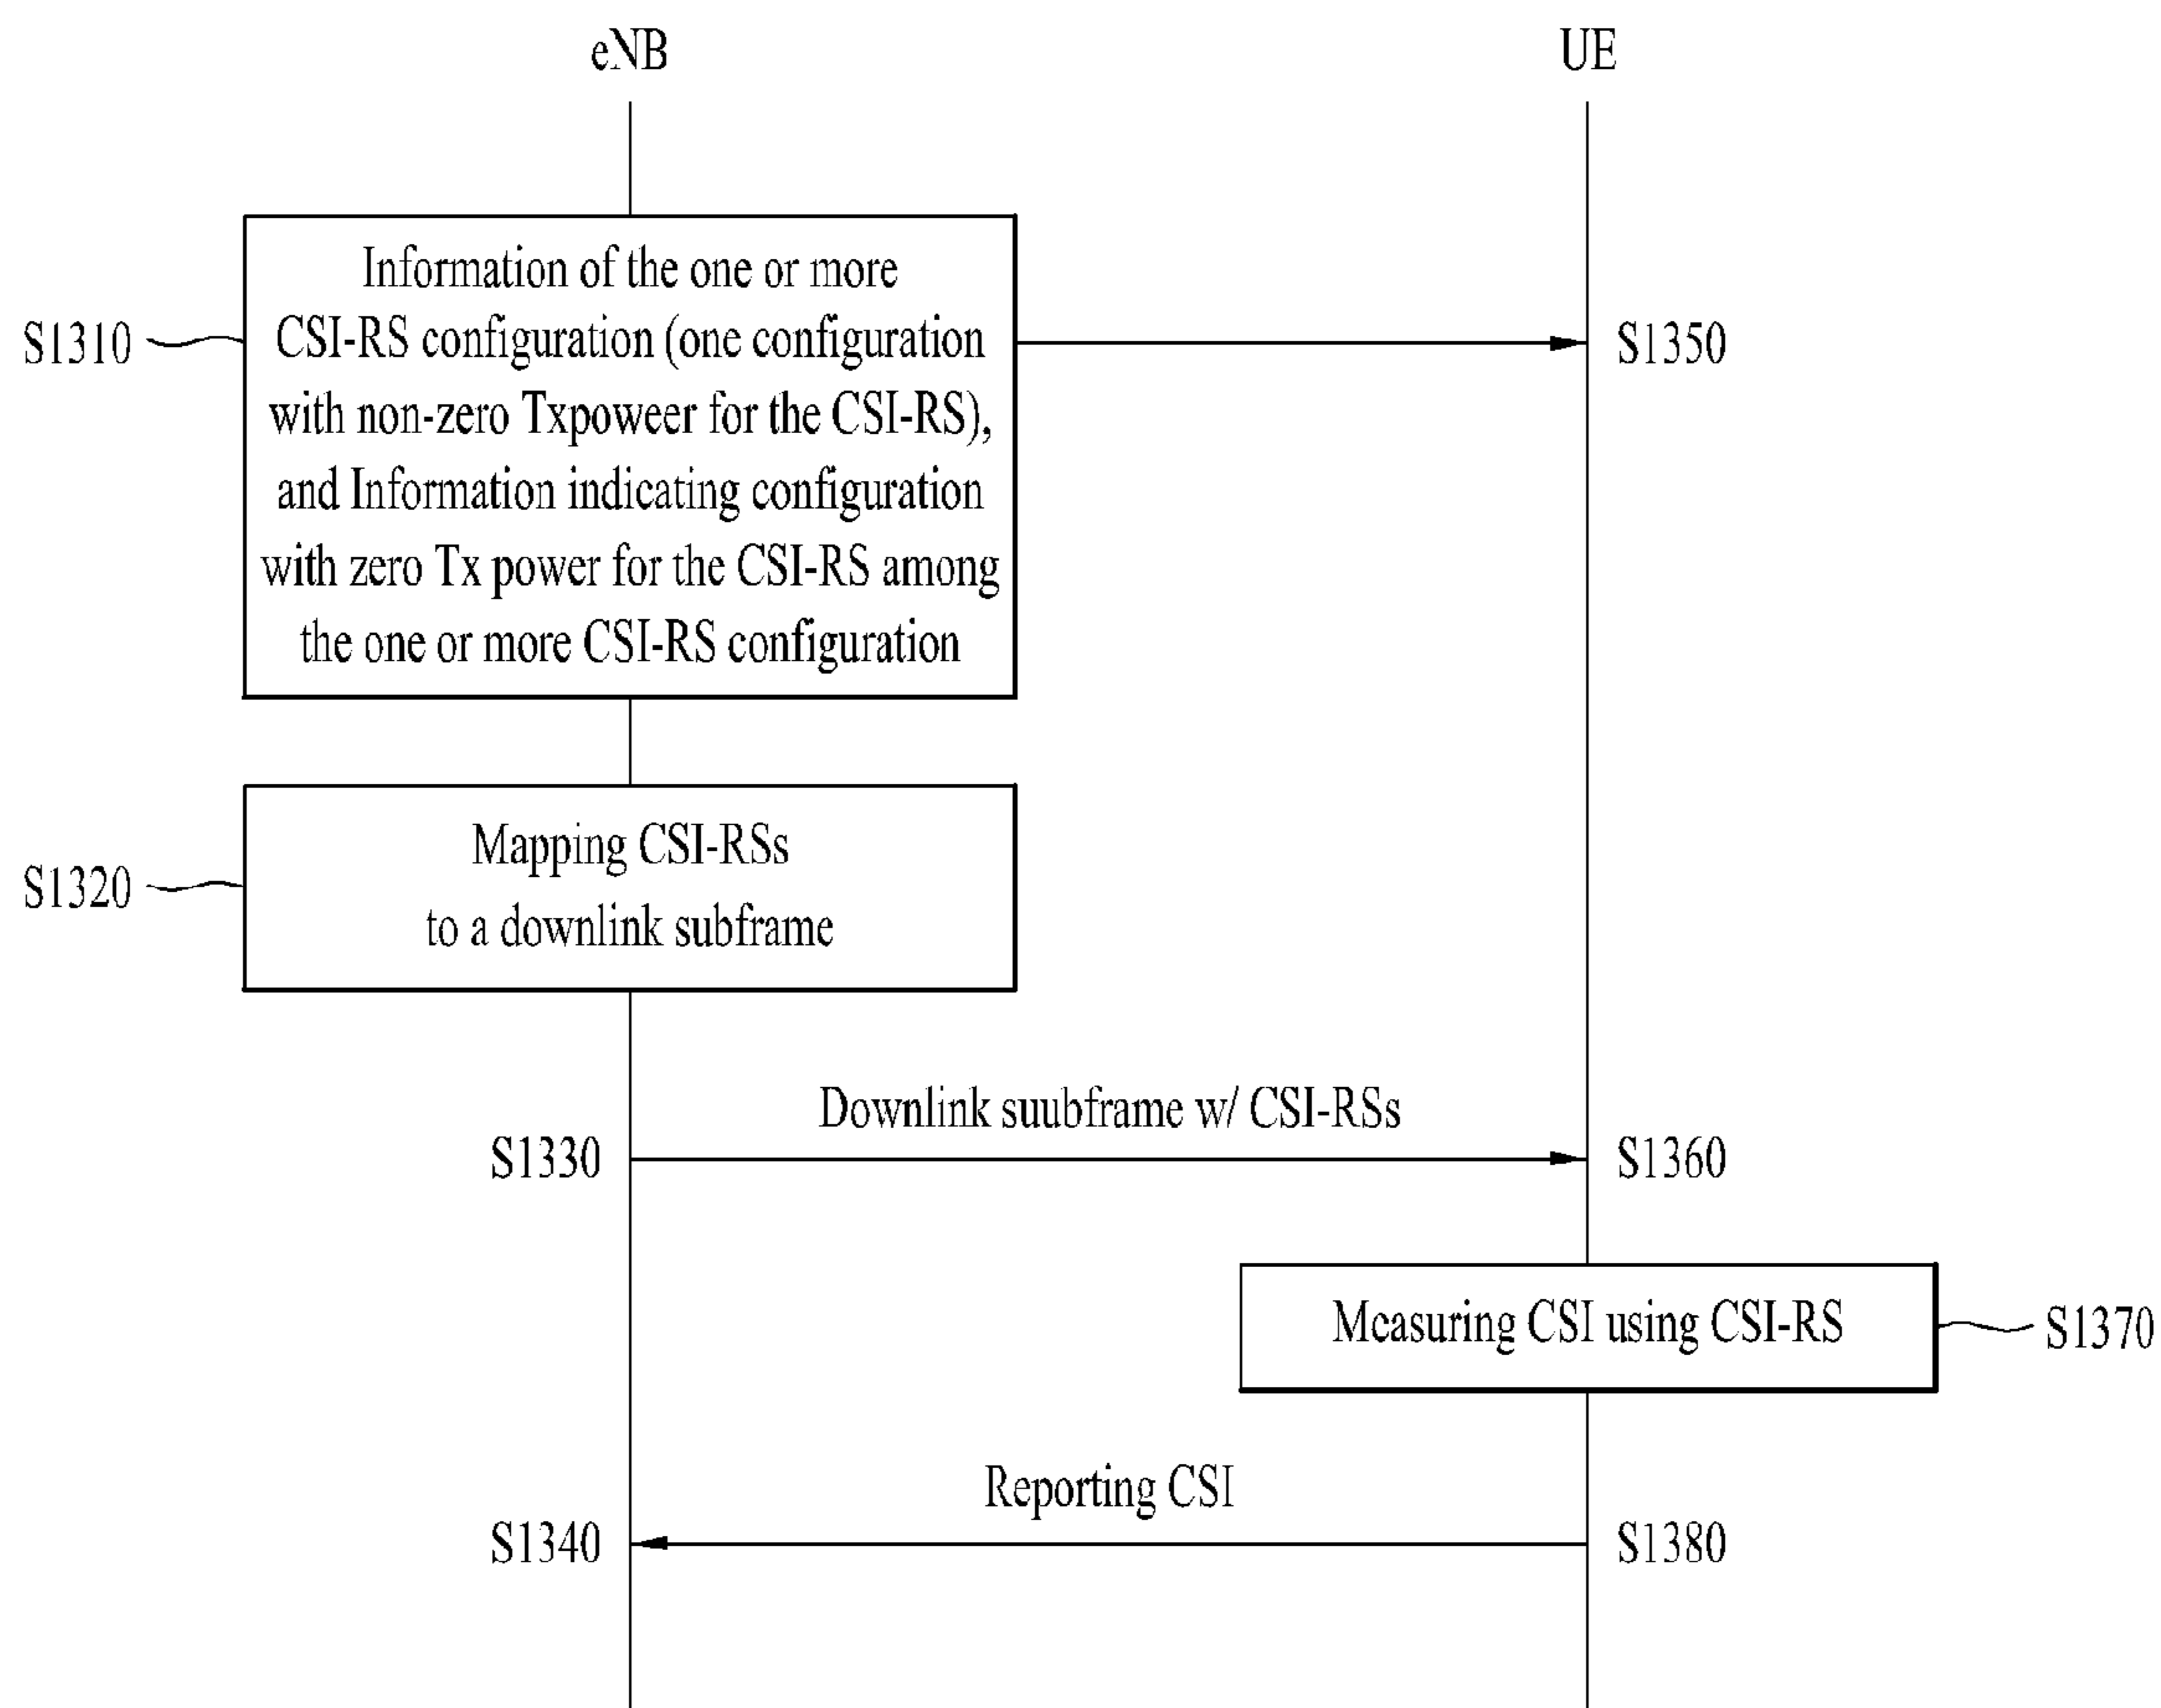 eNB
UE
Information of the one or more
CSI-RS configuration (one configuration
with non-zero Txpoweer for the CSI-RS),
and Information indicating configuration
with zero Tx power for the CSI-RS among
the one or more CSI-RS configuration
S1310
S1350
Mapping CSI-RSs
to a downlink subframe
S1320
Downlink suubframe w/ CSI-RSs
S1330
S1360
Measuring CSI using CSI-RS
S1370
Reporting CSI
S1340
S1380